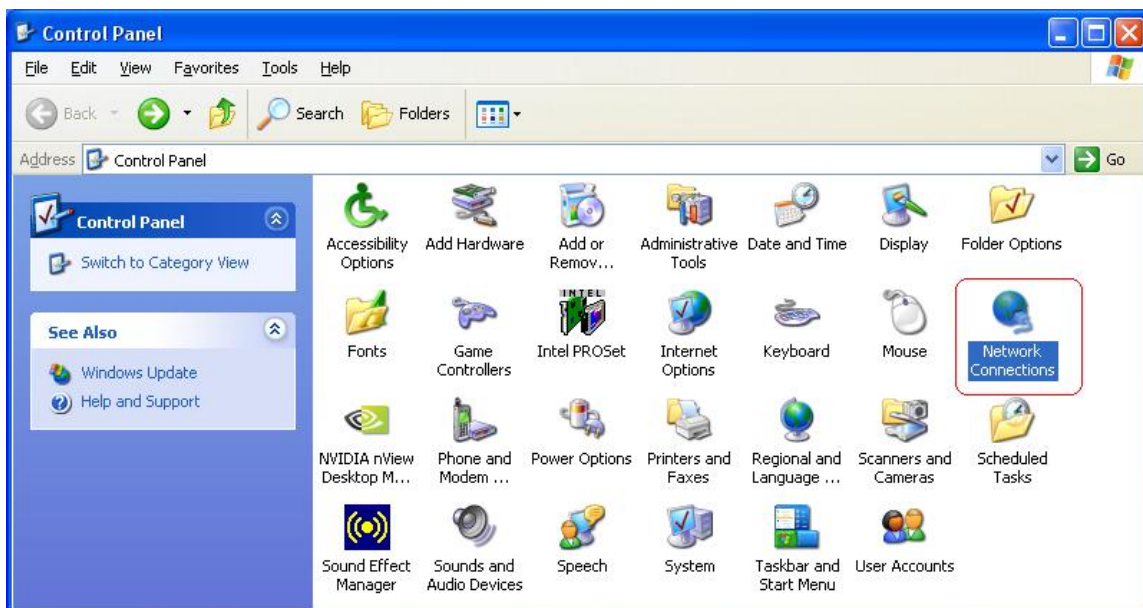 Control Panel
File Edit View Favorites Tools Help
Back Search Folders
Address Control Panel Go
Control Panel
Switch to Category View
See Also
Windows Update
Help and Support
Accessibility Options
Add Hardware
Add or Remov...
Administrative Tools
Date and Time
Display
Folder Options
Fonts
Game Controllers
INTEL
Intel PROSet
Internet Options
Keyboard
Mouse
Network Connections
NVIDIA nView Desktop M...
Phone and Modem ...
Power Options
Printers and Faxes
Regional and Language ...
Scanners and Cameras
Scheduled Tasks
Sound Effect Manager
Sounds and Audio Devices
Speech
System
Taskbar and Start Menu
User Accounts